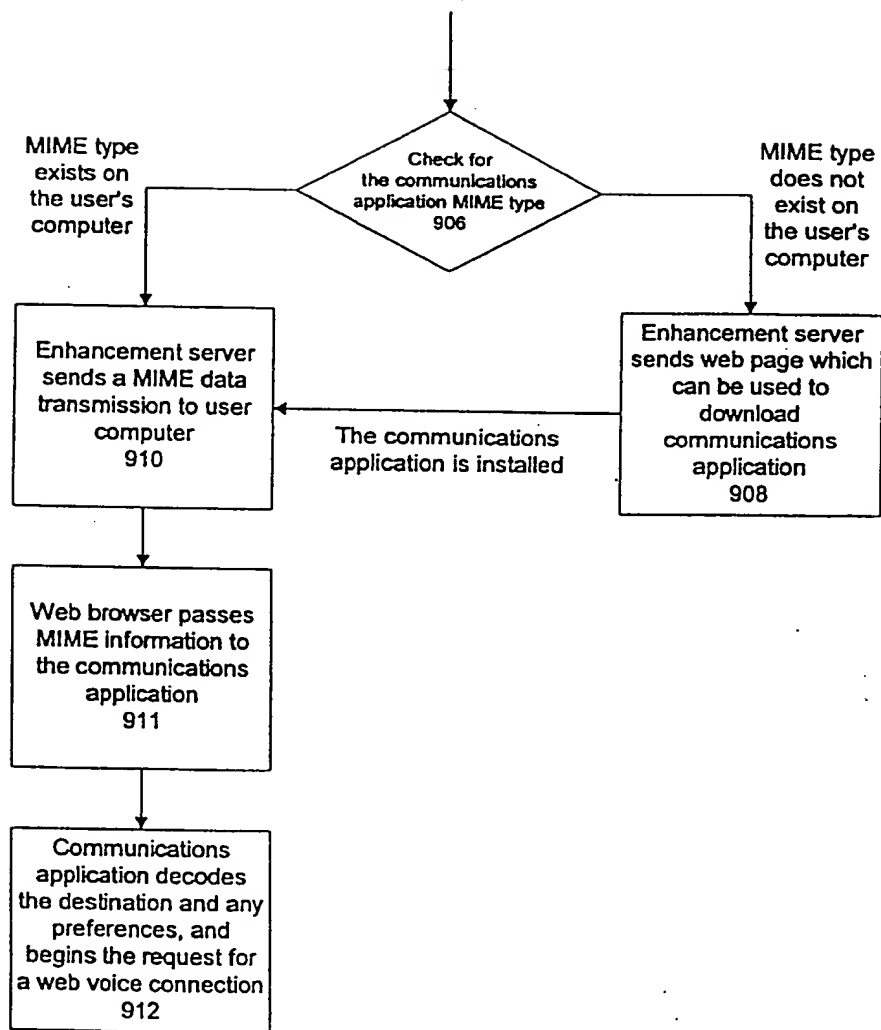 Check for
the communications
application MIME type
906
MIME type
exists on
the user's
computer
MIME type
does not
exist on
the user's
computer
Enhancement server
sends a MIME data
transmission to user
computer
910
The communications
application is installed
Enhancement server
sends web page which
can be used to
download
communications
application
908
Web browser passes
MIME information to
the communications
application
911
Communications
application decodes
the destination and any
preferences, and
begins the request for
a web voice connection
912